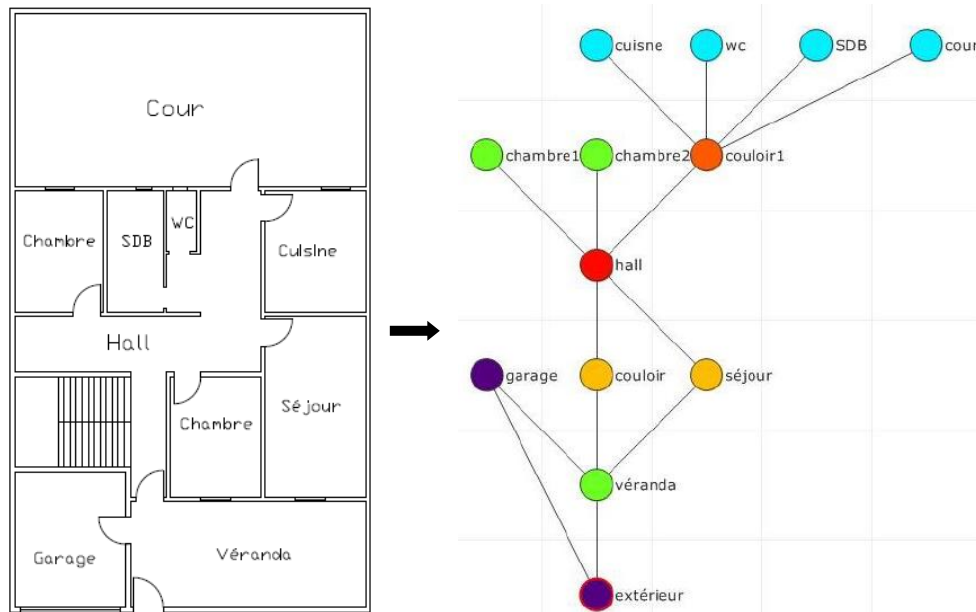 Cour
Chambre
SDB
WC
Cuisine
Hall
Chambre
Séjour
Garage
Véranda
cuisne
wc
SDB
cour
chambre1
chambre2
couloir1
hall
garage
couloir
séjour
véranda
extérieur